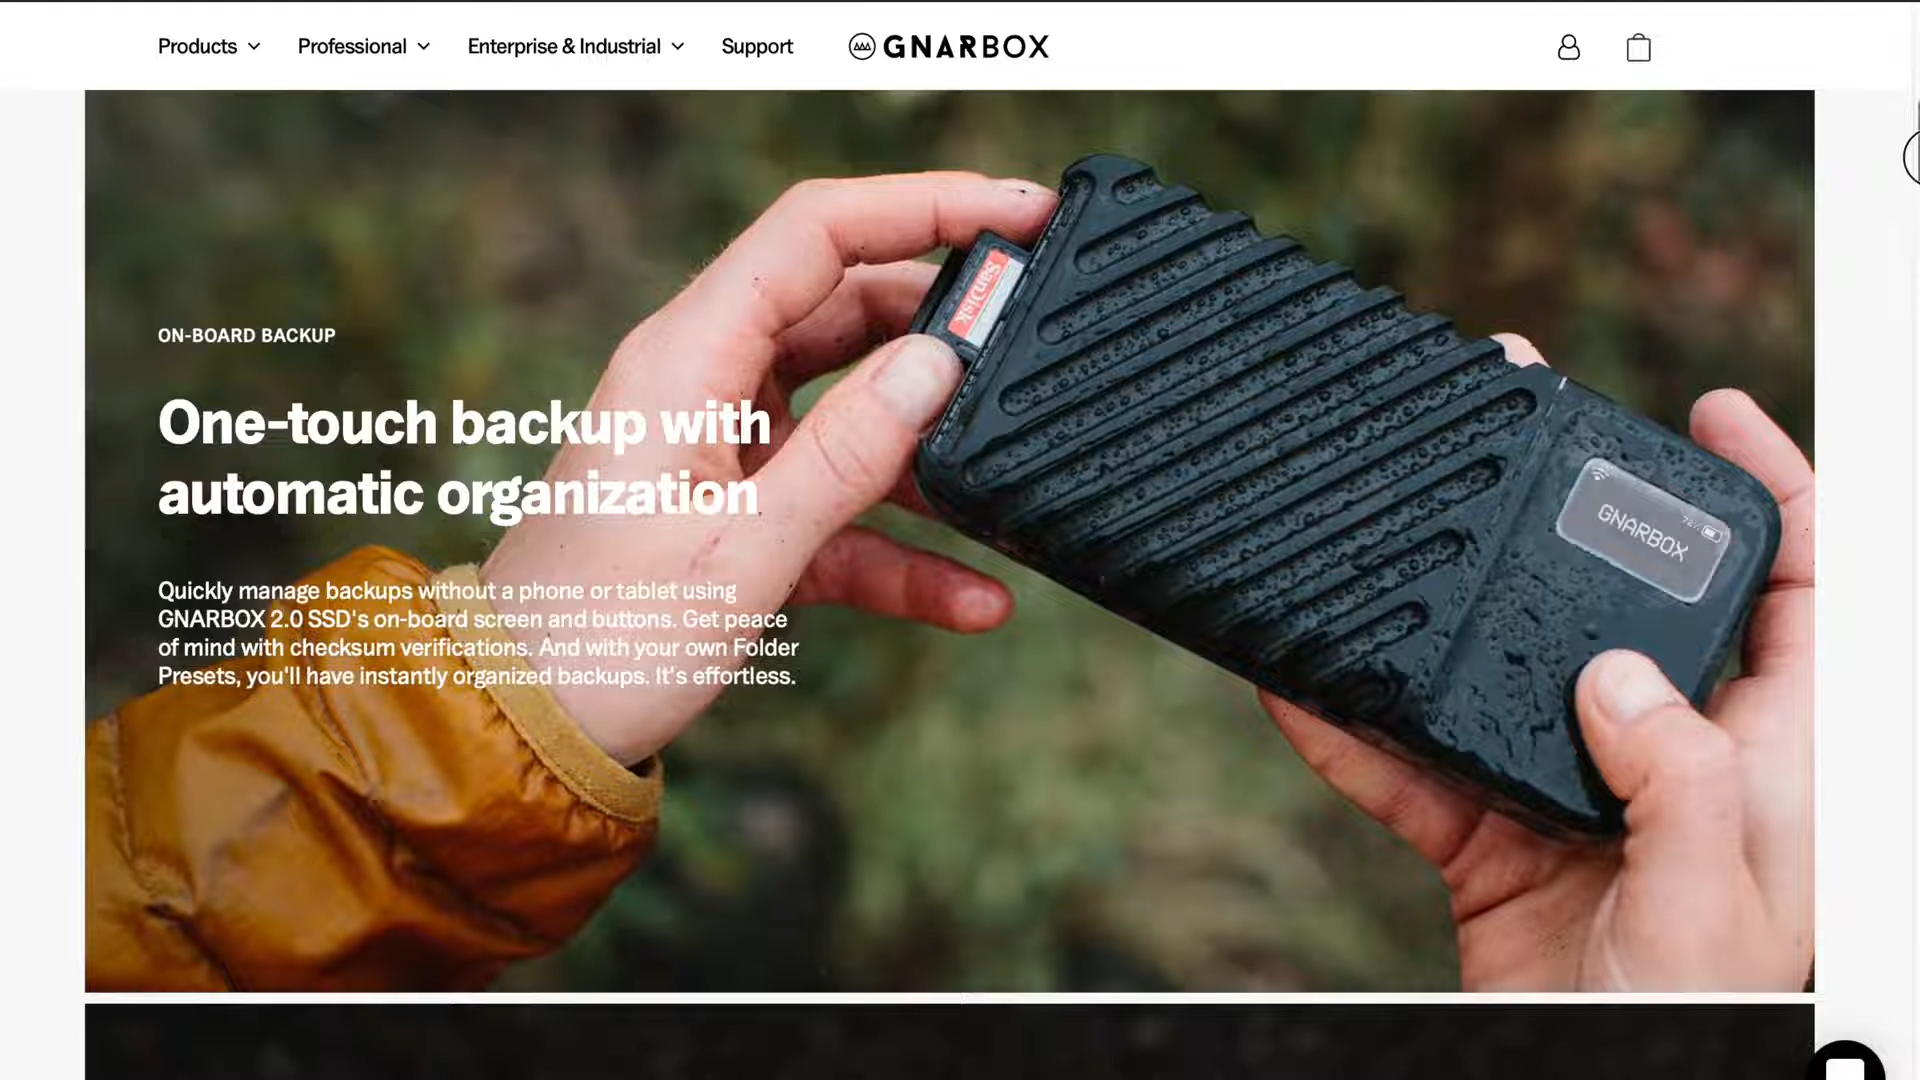 Products
Professional
Enterprise & Industrial
Support
GNARBOX
SanDisk
ON-BOARD BACKUP
One-touch backup with
automatic organization
GNARBOX
Quickly manage backups without a phone or tablet using
GNARBOX 2.0 SSD's on-board screen and buttons. Get peace
of mind with checksum verifications. And with your own Folder
Presets, you'll have instantly organized backups. It's effortless.